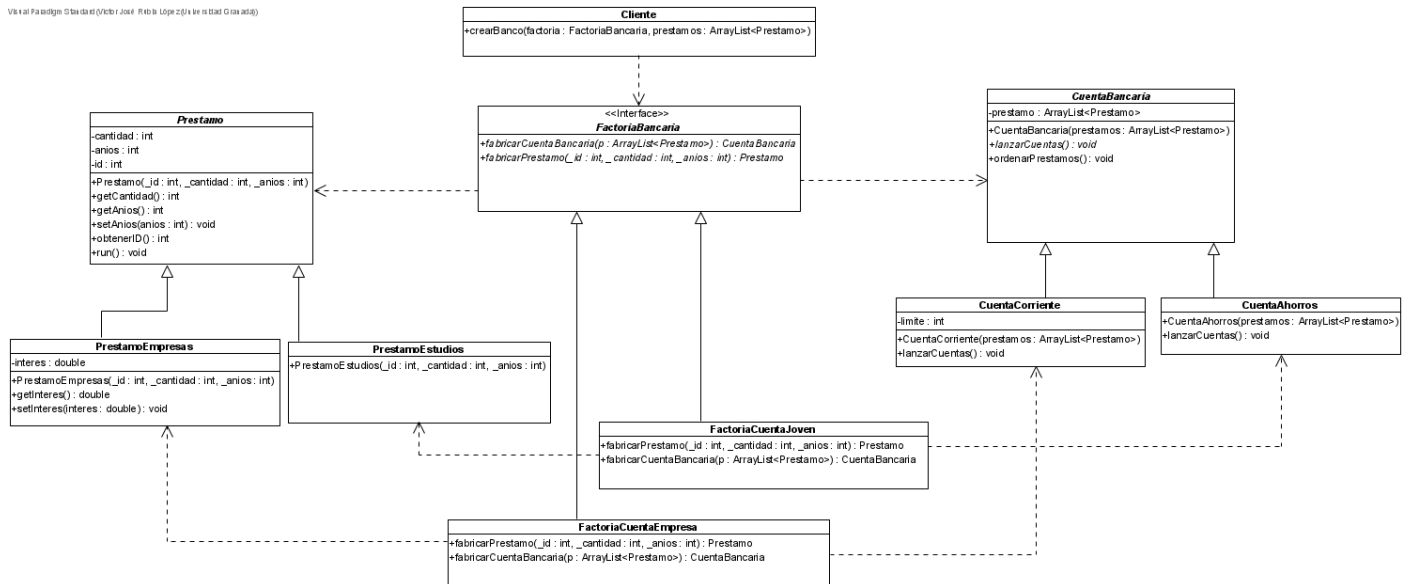 Visual Paradigm Standard(Víctor José Rubia López(Universidad Granada))
Cliente
+crearBanco(factoria : FactoriaBancaria, prestamos : ArrayList<Prestamo>)
Prestamo
-cantidad : int
-anios : int
-id : int
+Prestamo(_id : int, _cantidad : int, _anios : int)
+getCantidad() : int
+getAnios() : int
+setAnios(anios : int) : void
+obtenerID() : int
+run() : void
<<Interface>>
FactoriaBancaria
+fabricarCuentaBancaria(p : ArrayList<Prestamo>) : CuentaBancaria
+fabricarPrestamo(_id : int, _cantidad : int, _anios : int) : Prestamo
CuentaBancaria
-prestamo : ArrayList<Prestamo>
+CuentaBancaria(prestamos : ArrayList<Prestamo>)
+lanzarCuentas() : void
+ordenarPrestamos() : void
PrestamoEmpresas
-interes : double
+PrestamoEmpresas(_id : int, _cantidad : int, _anios : int)
+getInteres() : double
+setInteres(interes : double) : void
PrestamoEstudios
+PrestamoEstudios(_id : int, _cantidad : int, _anios : int)
CuentaCorriente
-limite : int
+CuentaCorriente(prestamos : ArrayList<Prestamo>)
+lanzarCuentas() : void
CuentaAhorros
+CuentaAhorros(prestamos : ArrayList<Prestamo>)
+lanzarCuentas() : void
FactoriaCuentaJoven
+fabricarPrestamo(_id : int, _cantidad : int, _anios : int) : Prestamo
+fabricarCuentaBancaria(p : ArrayList<Prestamo>) : CuentaBancaria
FactoriaCuentaEmpresa
+fabricarPrestamo(_id : int, _cantidad : int, _anios : int) : Prestamo
+fabricarCuentaBancaria(p : ArrayList<Prestamo>) : CuentaBancaria